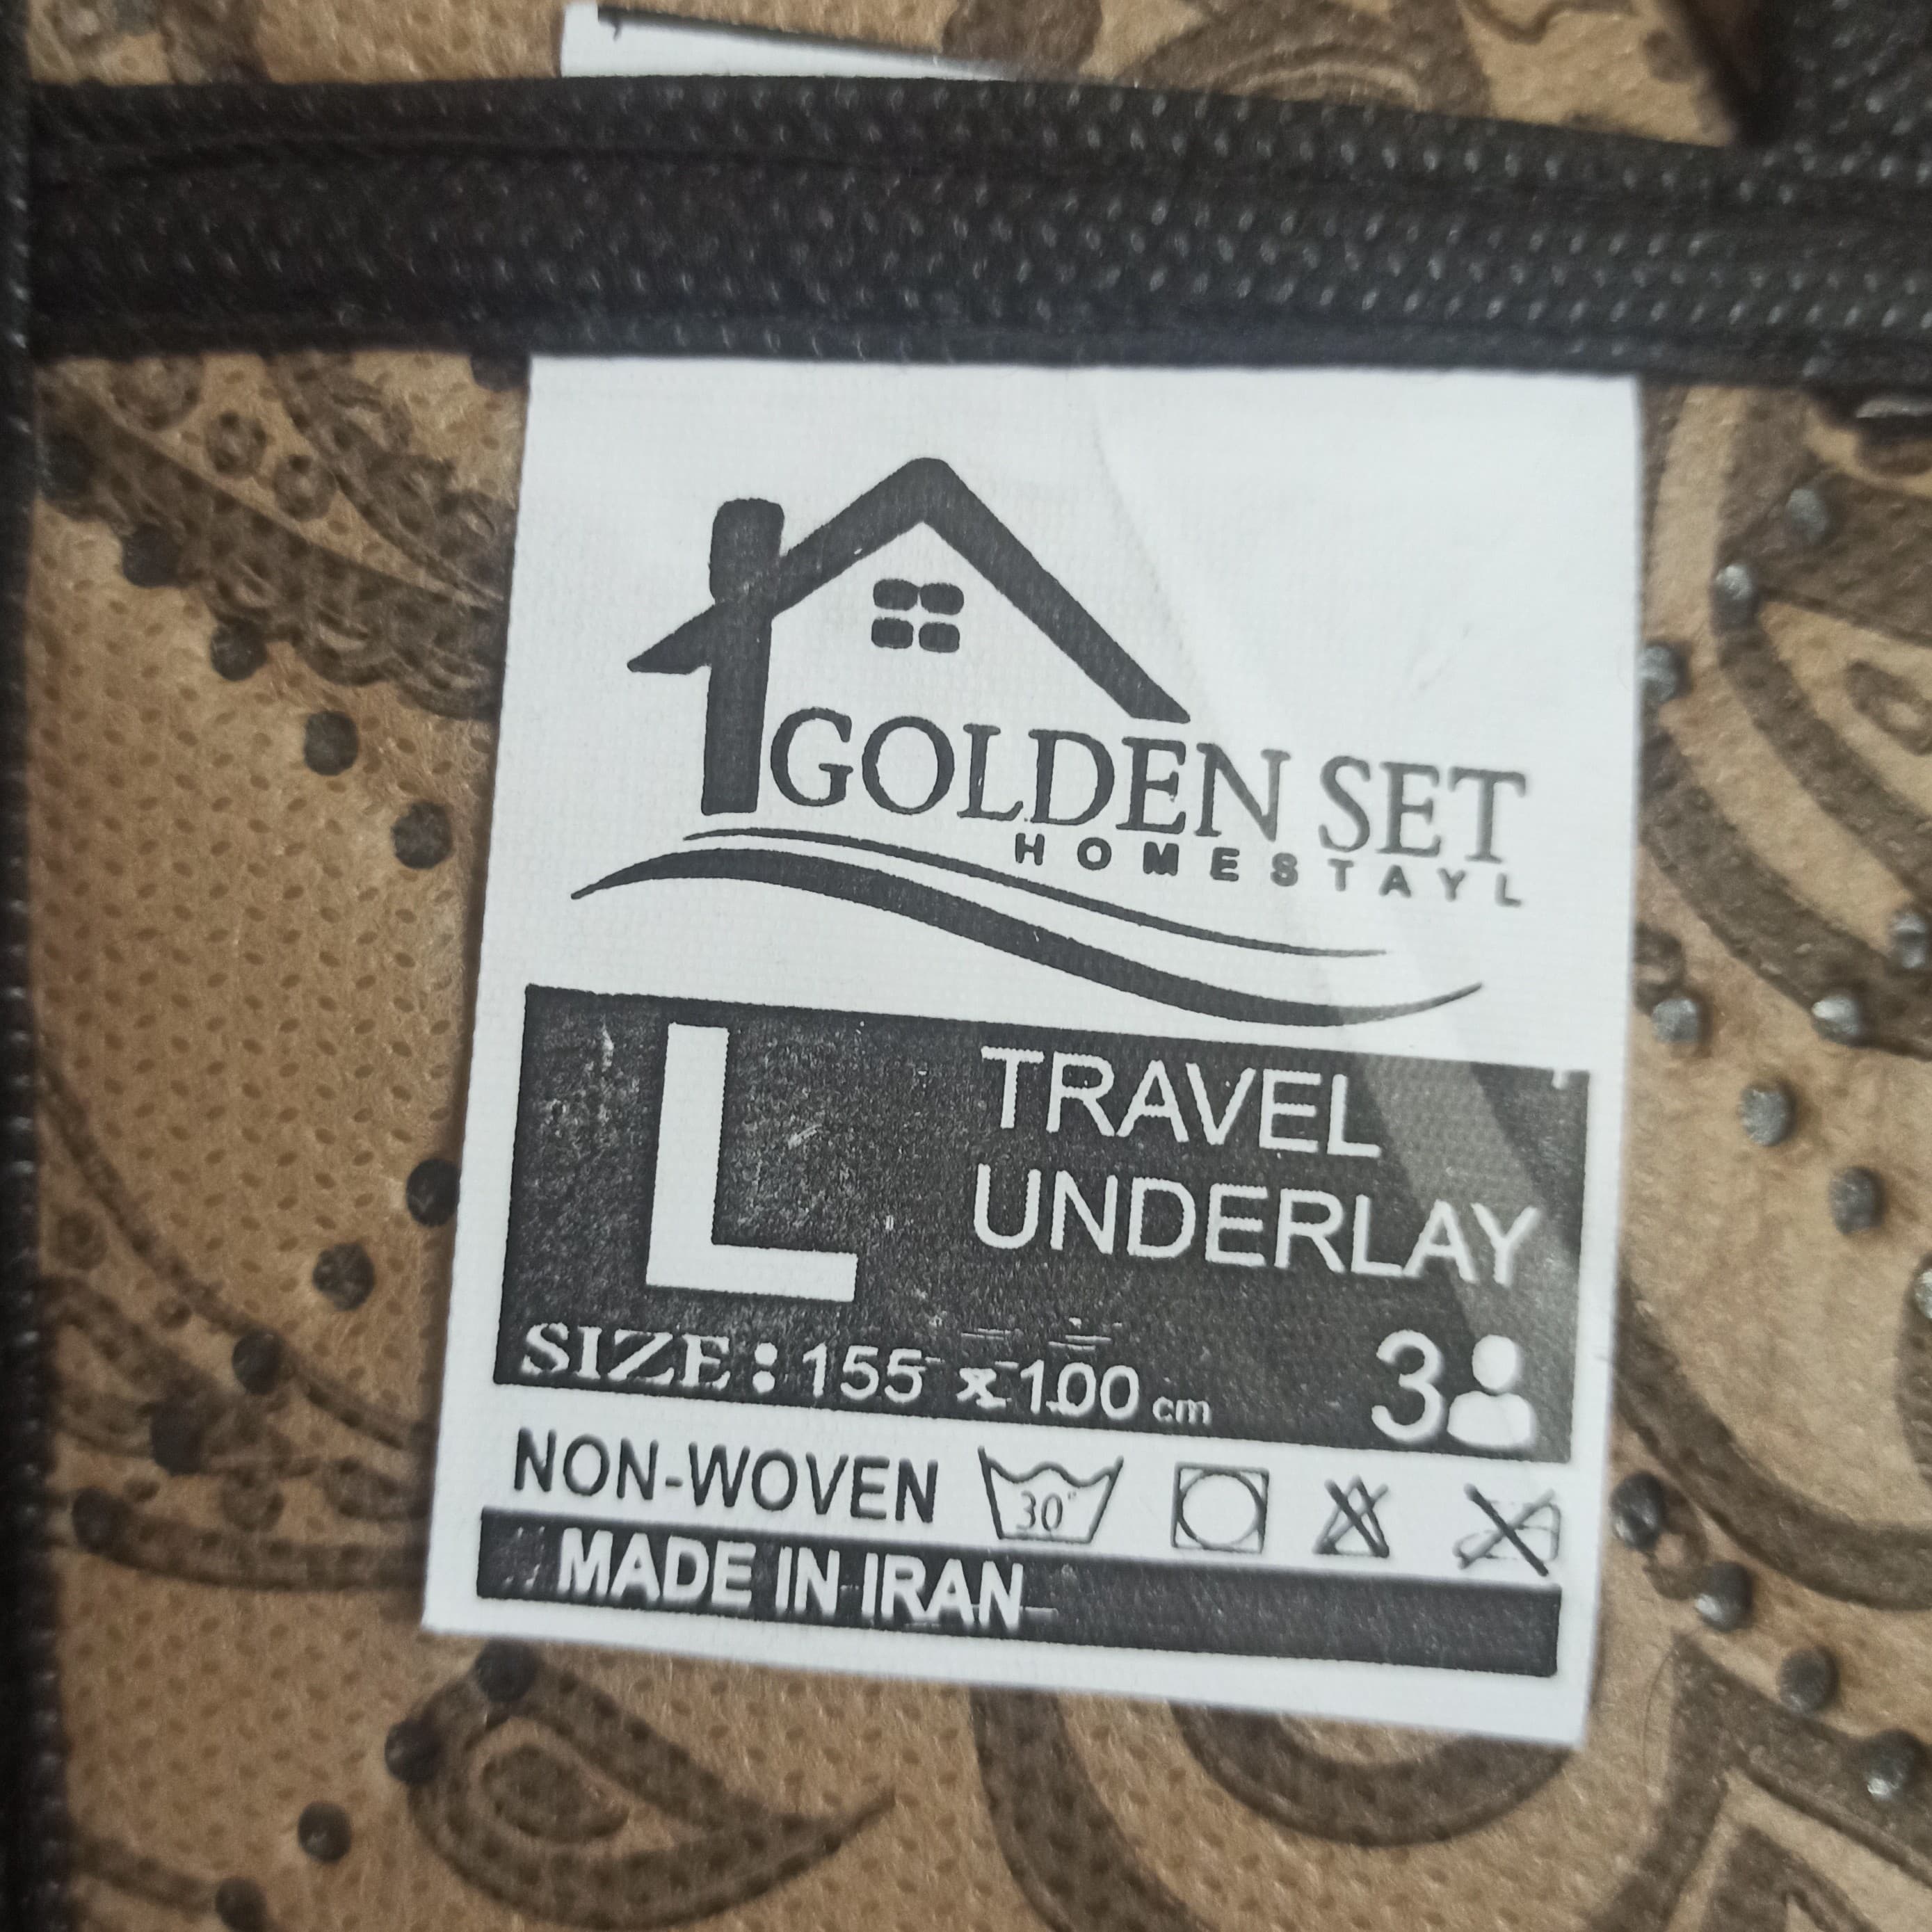 GOLDEN SET
HOMESTAYL
L
TRAVEL
UNDERLAY
SIZE: 155 x 100 cm
3
NON-WOVEN 30°
MADE IN IRAN